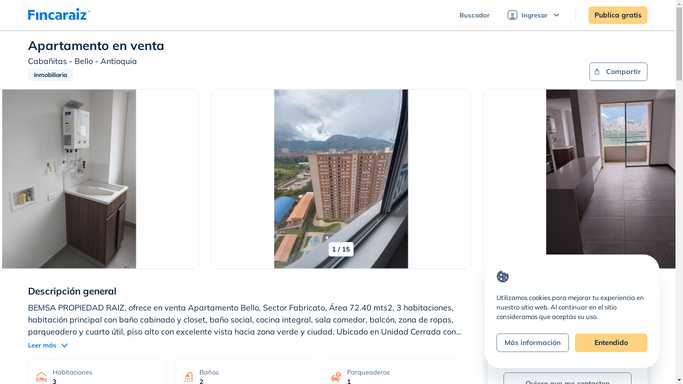 Fincaraiz
Buscador
Ingresar
Publica gratis
Apartamento en venta
Cabañitas - Bello - Antioquia
Inmobiliaria
Compartir
1 / 15
Descripción general
BEMSA PROPIEDAD RAIZ, ofrece en venta Apartamento Bello, Sector Fabricato, Área 72.40 mts2, 3 habitaciones,
habitación principal con baño cabinado y closet, baño social, cocina integral, sala comedor, balcón, zona de ropas,
parqueadero y cuarto útil, piso alto con excelente vista hacia zona verde y ciudad. Ubicado en Unidad Cerrada con...
Leer más
Habitaciones
3
Baños
2
Parqueaderos
1
Utilizamos cookies para mejorar tu experiencia en
nuestro sitio web. Al continuar en el sitio
consideramos que aceptas su uso.
Más información
Entendido
Quiero que me contacten